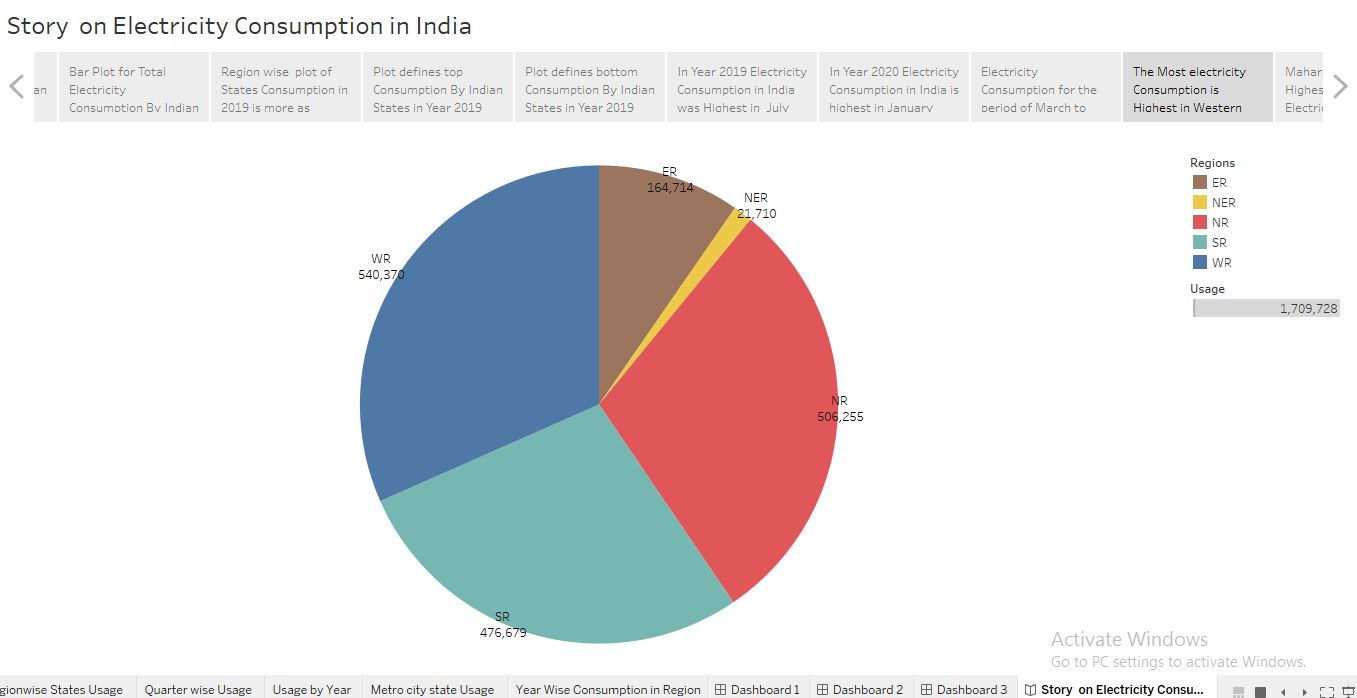 Story on Electricity Consumption in India
an
Bar Plot for Total
Electricity
Consumption By Indian
Region wise plot of
States Consumption in
2019 is more as
Plot defines top
Consumption By Indian
States in Year 2019
Plot defines bottom
Consumption By Indian
States in Year 2019
In Year 2019 Electricity
Consumption in India
was Highest in July
In Year 2020 Electricity
Consumption in India is
highest in January
Electricity
Consumption for the
period of March to
The Most electricity
Consumption is
Highest in Western
Mahar
Highes
Electri
ER
164,714
NER
21,710
WR
540,370
NR
506,255
SR
476,679
Regions
ER
NER
NR
SR
WR
Usage
1,709,728
Activate Windows
Go to PC settings to activate Windows.
gionwise States Usage
Quarter wise Usage
Usage by Year
Metro city state Usage
Year Wise Consumption in Region
Dashboard 1
Dashboard 2
Dashboard 3
Story on Electricity Consu...